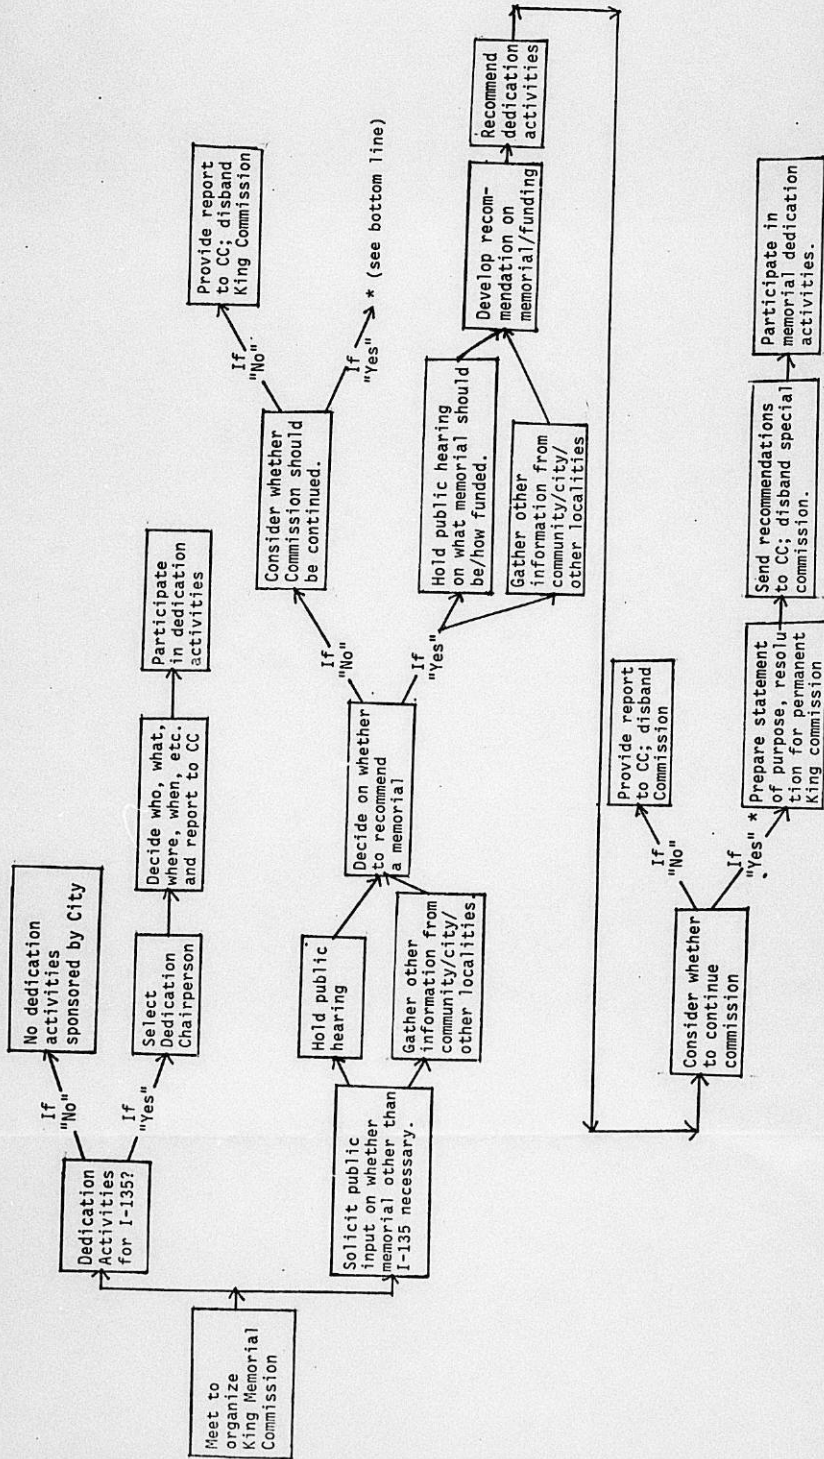 Meet to
organize
King Memorial
Commission
Dedication
Activities
for I-135?
If
"No"
No dedication
activities
sponsored by City
If
"Yes"
Select
Dedication
Chairperson
Decide who, what,
where, when, etc.
and report to CC
Participate
in dedication
activities
Solicit public
input on whether
memorial other than
I-135 necessary.
Hold public
hearing
Gather other
information from
community/city/
other localities.
Decide on whether
to recommend
a memorial
If
"No"
Consider whether
Commission should
be continued.
If
"No"
Provide report
to CC; disband
King Commission
If
"Yes"
* (see bottom line)
If
"Yes"
Hold public hearing
on what memorial should
be/how funded.
Gather other
information from
community/city/
other localities
Develop recom-
mendation on
memorial/funding
Recommend
dedication
activities
Consider whether
to continue
commission
If
"No"
Provide report
to CC; disband
Commission
If
"Yes" *
Prepare statement
of purpose, resolu
tion for permanent
King commission
Send recommendations
to CC; disband special
commission.
Participate in
memorial dedication
activities.